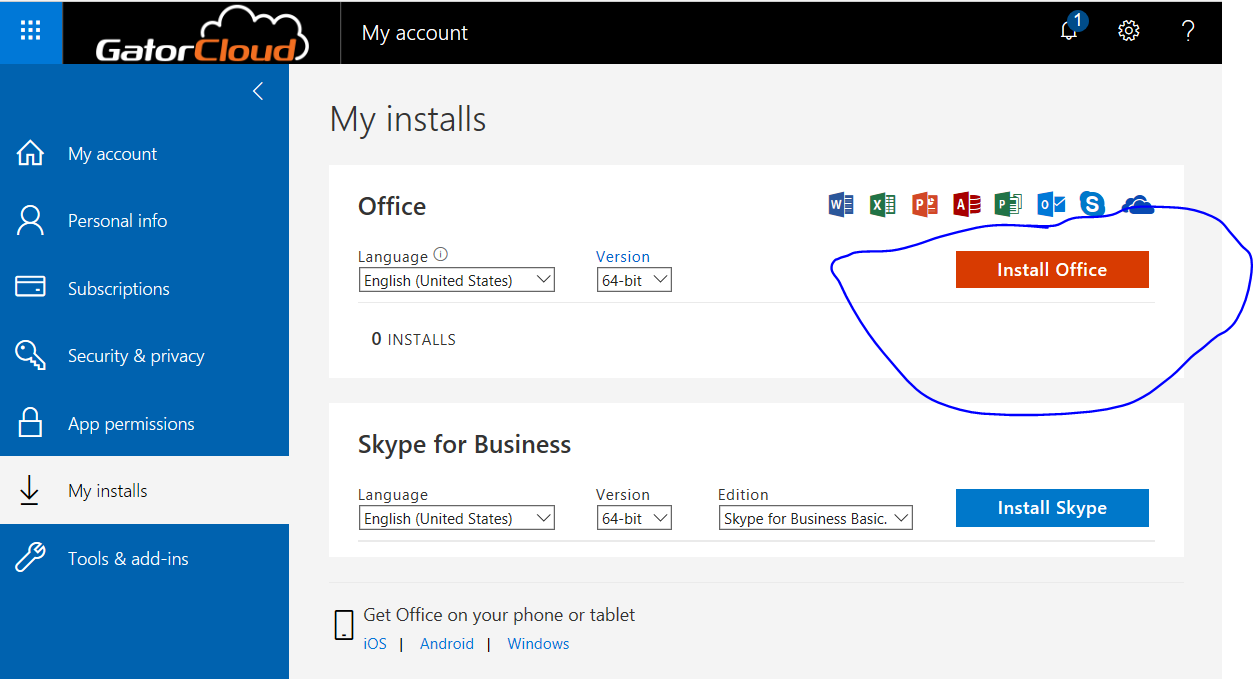 GatorCloud
My account
1
?
My account
Personal info
Subscriptions
Security & privacy
App permissions
My installs
Tools & add-ins
My installs
Office
W X P A P O S
Language Version
English (United States) 64-bit
Install Office
0 INSTALLS
Skype for Business
Language Version Edition
English (United States) 64-bit Skype for Business Basic.
Install Skype
Get Office on your phone or tablet
iOS | Android | Windows